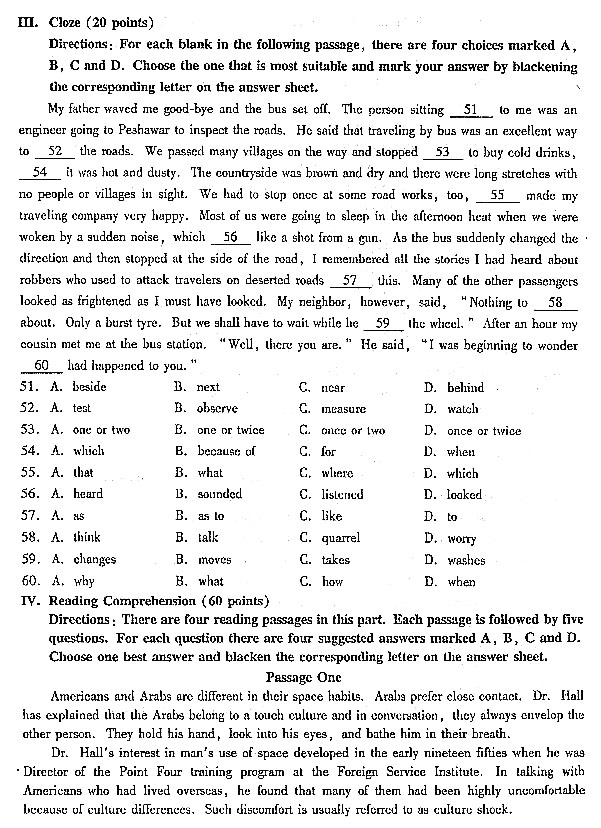 III. Cloze (20 points)
Directions: For each blank in the following passage, there are four choices marked A,
B, C and D. Choose the one that is most suitable and mark your answer by blackening
the corresponding letter on the answer sheet.
My father waved me good-bye and the bus set off. The person sitting 51 to me was an
engineer going to Peshawar to inspect the roads. He said that traveling by bus was an excellent way
to 52 the roads. We passed many villages on the way and stopped 53 to buy cold drinks,
54 it was hot and dusty. The countryside was brown and dry and there were long stretches with
no people or villages in sight. We had to stop once at some road works, too, 55 made my
traveling company very happy. Most of us were going to sleep in the afternoon heat when we were
woken by a sudden noise, which 56 like a shot from a gun. As the bus suddenly changed the
direction and then stopped at the side of the road, I remembered all the stories I had heard about
robbers who used to attack travelers on deserted roads 57 this. Many of the other passengers
looked as frightened as I must have looked. My neighbor, however, said, "Nothing to 58
about. Only a burst tyre. But we shall have to wait while he 59 the wheel." After an hour my
cousin met me at the bus station. "Well, there you are." He said, "I was beginning to wonder
60 had happened to you."
51. A. beside B. next C. near D. behind
52. A. test B. observe C. measure D. watch
53. A. one or two B. one or twice C. once or two D. once or twice
54. A. which B. because of C. for D. when
55. A. that B. what C. where D. which
56. A. heard B. sounded C. listened D. looked
57. A. as B. as to C. like D. to
58. A. think B. talk C. quarrel D. worry
59. A. changes B. moves C. takes D. washes
60. A. why B. what C. how D. when
IV. Reading Comprehension (60 points)
Directions: There are four reading passages in this part. Each passage is followed by five
questions. For each question there are four suggested answers marked A, B, C and D.
Choose one best answer and blacken the corresponding letter on the answer sheet.
Passage One
Americans and Arabs are different in their space habits. Arabs prefer close contact. Dr. Hall
has explained that the Arabs belong to a touch culture and in conversation, they always envelop the
other person. They hold his hand, look into his eyes, and bathe him in their breath.
Dr. Hall's interest in man's use of space developed in the early nineteen fifties when he was
Director of the Point Four training program at the Foreign Service Institute. In talking with
Americans who had lived overseas, he found that many of them had been highly uncomfortable
because of culture differences. Such discomfort is usually referred to as culture shock.